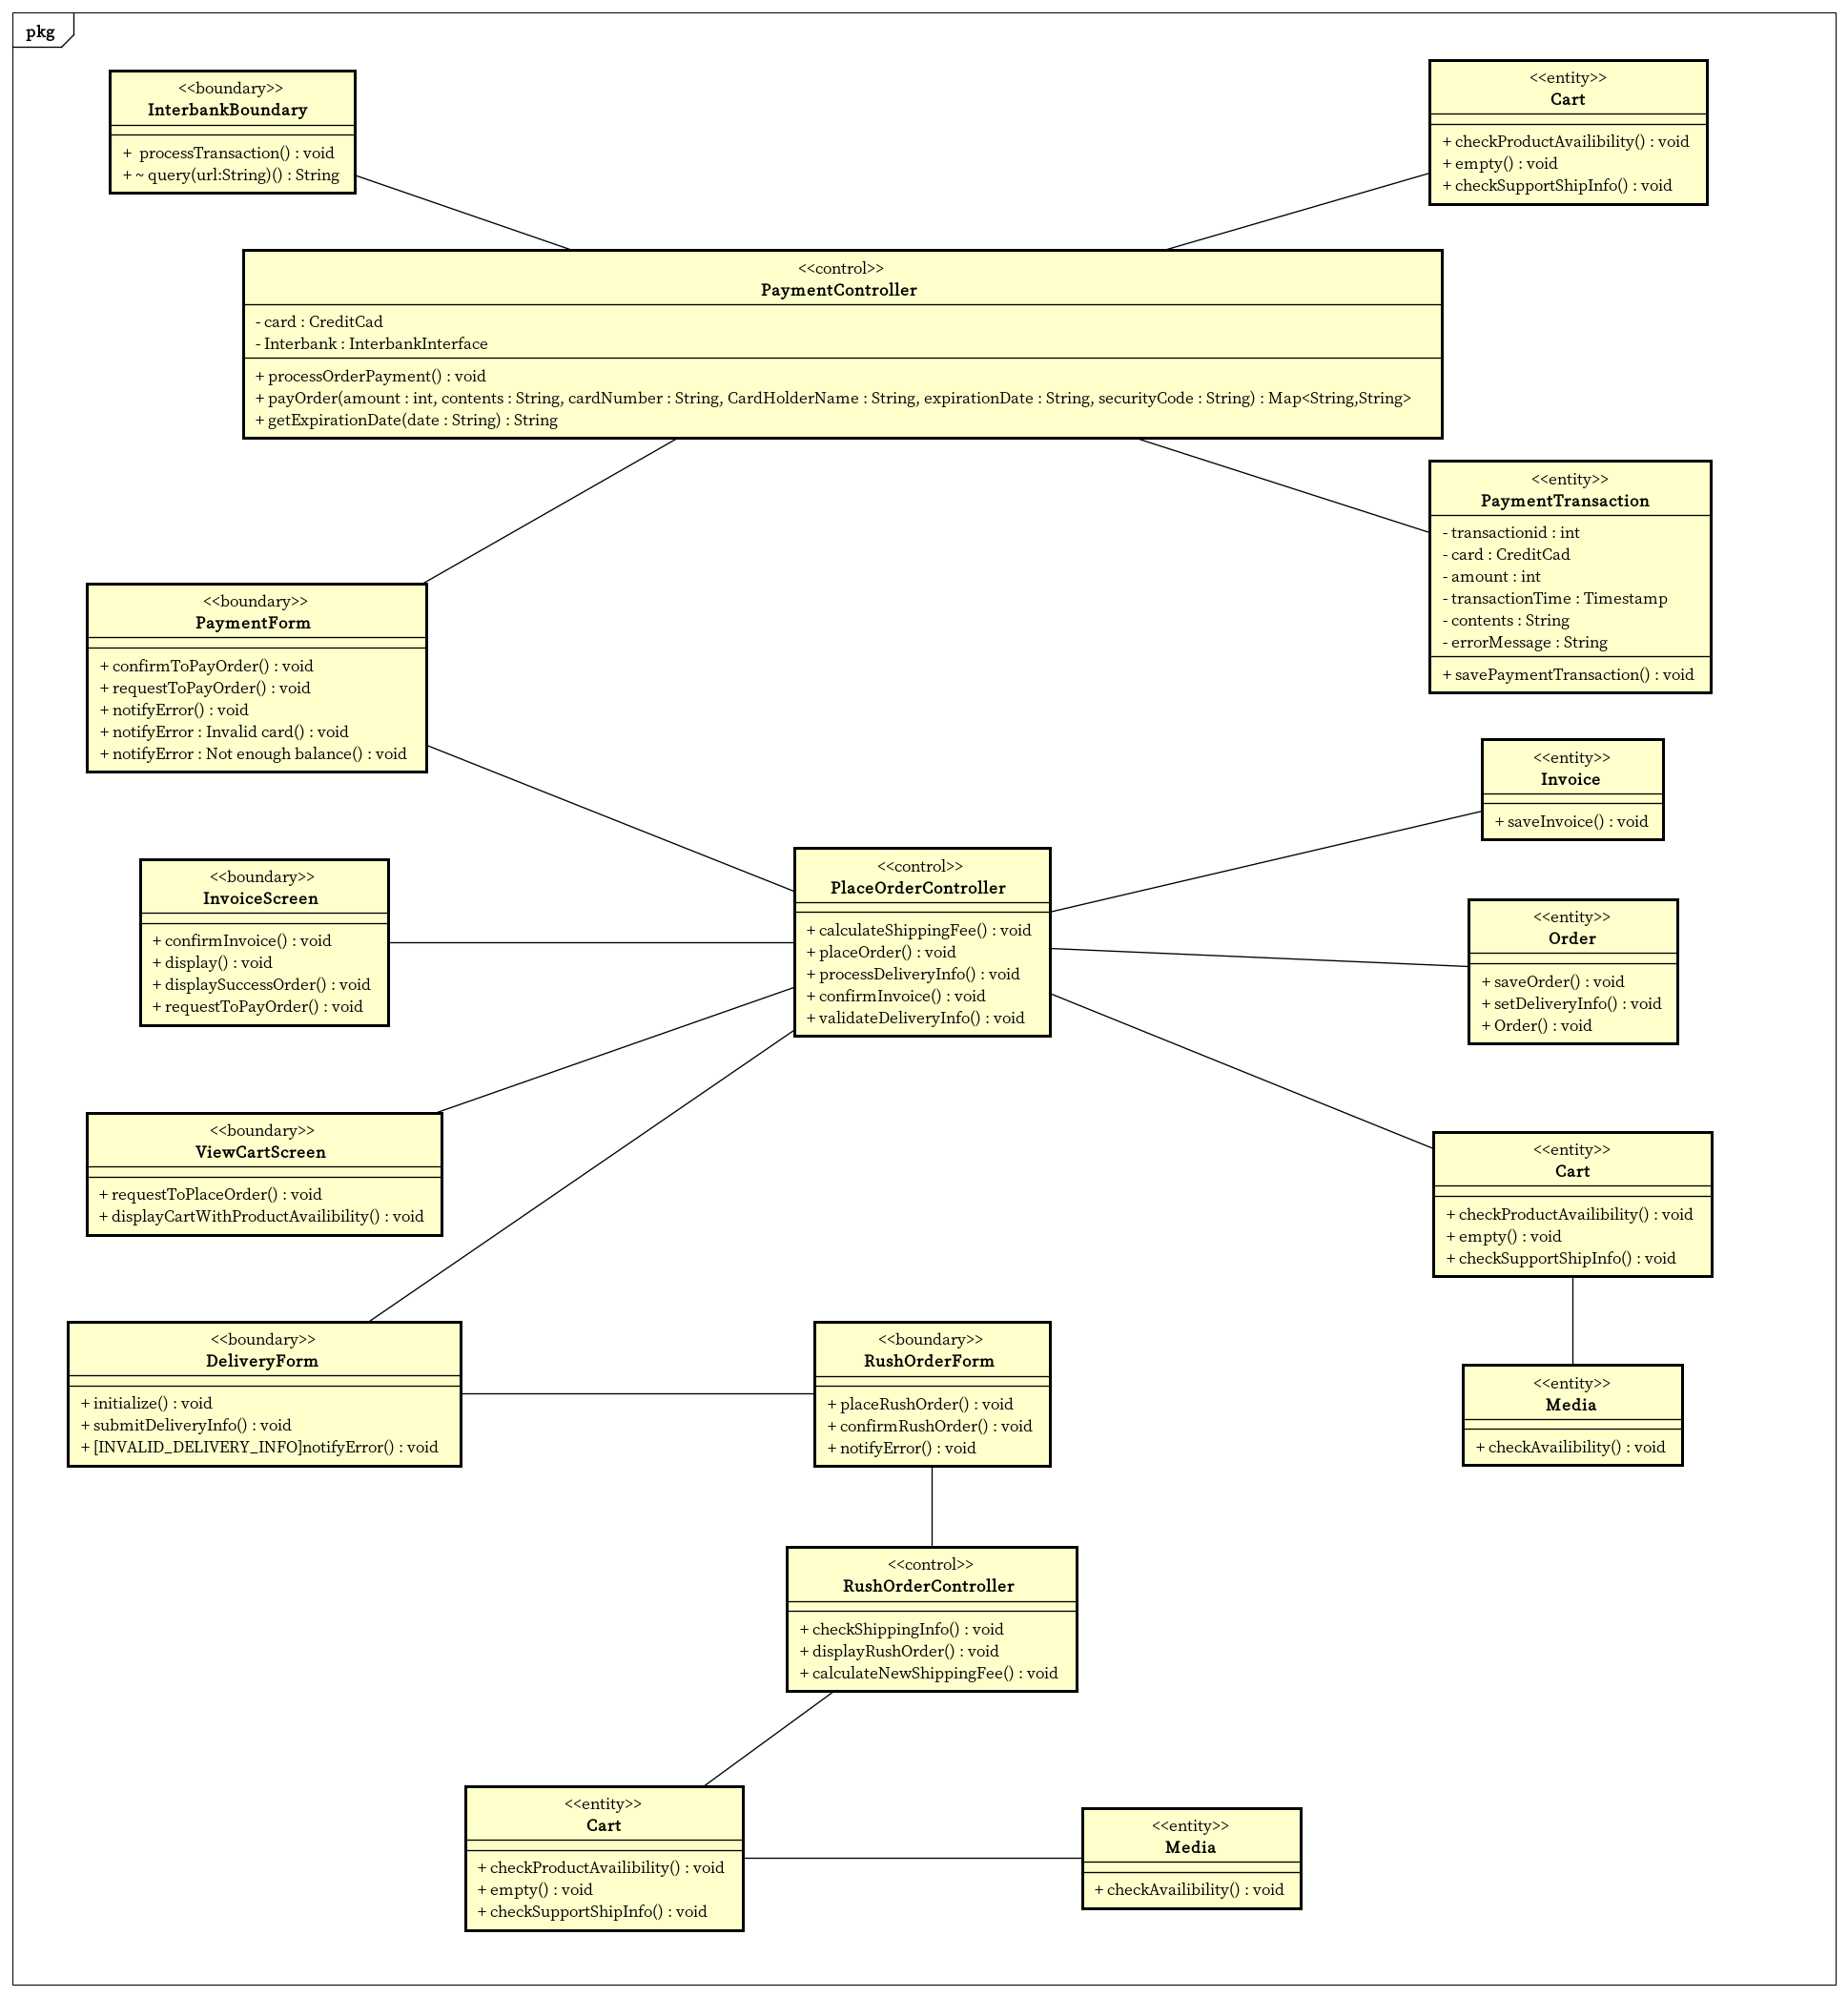 pkg
<<boundary>>
InterbankBoundary
+  processTransaction() : void
+ ~ query(url:String)() : String
<<entity>>
Cart
+ checkProductAvailibility() : void
+ empty() : void
+ checkSupportShipInfo() : void
<<control>>
PaymentController
- card : CreditCad
- Interbank : InterbankInterface
+ processOrderPayment() : void
+ payOrder(amount : int, contents : String, cardNumber : String, CardHolderName : String, expirationDate : String, securityCode : String) : Map<String,String>
+ getExpirationDate(date : String) : String
<<entity>>
PaymentTransaction
- transactionid : int
- card : CreditCad
- amount : int
- transactionTime : Timestamp
- contents : String
- errorMessage : String
+ savePaymentTransaction() : void
<<boundary>>
PaymentForm
+ confirmToPayOrder() : void
+ requestToPayOrder() : void
+ notifyError() : void
+ notifyError : Invalid card() : void
+ notifyError : Not enough balance() : void
<<entity>>
Invoice
+ saveInvoice() : void
<<boundary>>
InvoiceScreen
+ confirmInvoice() : void
+ display() : void
+ displaySuccessOrder() : void
+ requestToPayOrder() : void
<<control>>
PlaceOrderController
+ calculateShippingFee() : void
+ placeOrder() : void
+ processDeliveryInfo() : void
+ confirmInvoice() : void
+ validateDeliveryInfo() : void
<<entity>>
Order
+ saveOrder() : void
+ setDeliveryInfo() : void
+ Order() : void
<<boundary>>
ViewCartScreen
+ requestToPlaceOrder() : void
+ displayCartWithProductAvailibility() : void
<<entity>>
Cart
+ checkProductAvailibility() : void
+ empty() : void
+ checkSupportShipInfo() : void
<<boundary>>
DeliveryForm
+ initialize() : void
+ submitDeliveryInfo() : void
+ [INVALID_DELIVERY_INFO]notifyError() : void
<<boundary>>
RushOrderForm
+ placeRushOrder() : void
+ confirmRushOrder() : void
+ notifyError() : void
<<entity>>
Media
+ checkAvailibility() : void
<<control>>
RushOrderController
+ checkShippingInfo() : void
+ displayRushOrder() : void
+ calculateNewShippingFee() : void
<<entity>>
Cart
+ checkProductAvailibility() : void
+ empty() : void
+ checkSupportShipInfo() : void
<<entity>>
Media
+ checkAvailibility() : void